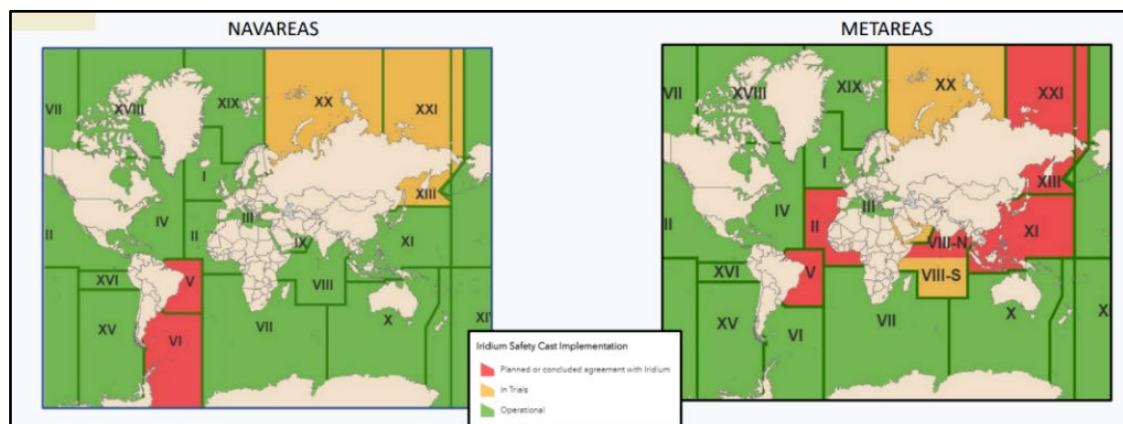 NAVAREAS
VII
XVIII
XIX
XX
XXI
I
XIII
IV
III
II
II
IX
XI
XVI
V
VIII
XV
VI
VII
X
METAREAS
VII
XVIII
XIX
XX
XXI
I
XIII
IV
III
II
II
XI
VIII-N
XVI
V
VIII-S
XV
VI
VII
X
Iridium Safety Cast Implementation
Planned or concluded agreement with Iridium
In Trials
Operational